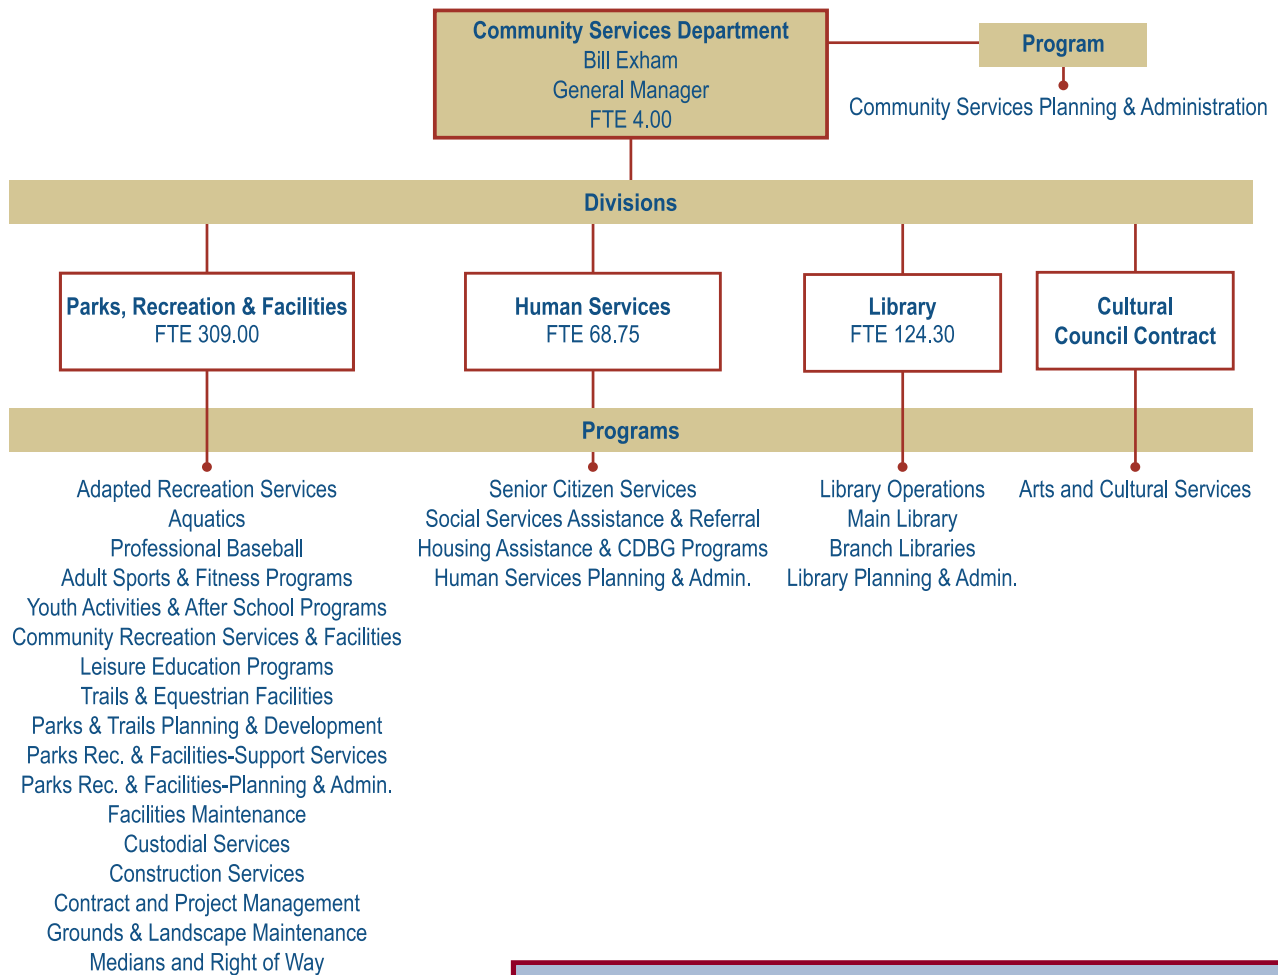 Community Services Department
Bill Exham
General Manager
FTE 4.00
Program
Community Services Planning & Administration
Divisions
Parks, Recreation & Facilities
FTE 309.00
Human Services
FTE 68.75
Library
FTE 124.30
Cultural
Council Contract
Programs
Adapted Recreation Services
Aquatics
Professional Baseball
Adult Sports & Fitness Programs
Youth Activities & After School Programs
Community Recreation Services & Facilities
Leisure Education Programs
Trails & Equestrian Facilities
Parks & Trails Planning & Development
Parks Rec. & Facilities-Support Services
Parks Rec. & Facilities-Planning & Admin.
Facilities Maintenance
Custodial Services
Construction Services
Contract and Project Management
Grounds & Landscape Maintenance
Medians and Right of Way
Senior Citizen Services
Social Services Assistance & Referral
Housing Assistance & CDBG Programs
Human Services Planning & Admin.
Library Operations
Main Library
Branch Libraries
Library Planning & Admin.
Arts and Cultural Services